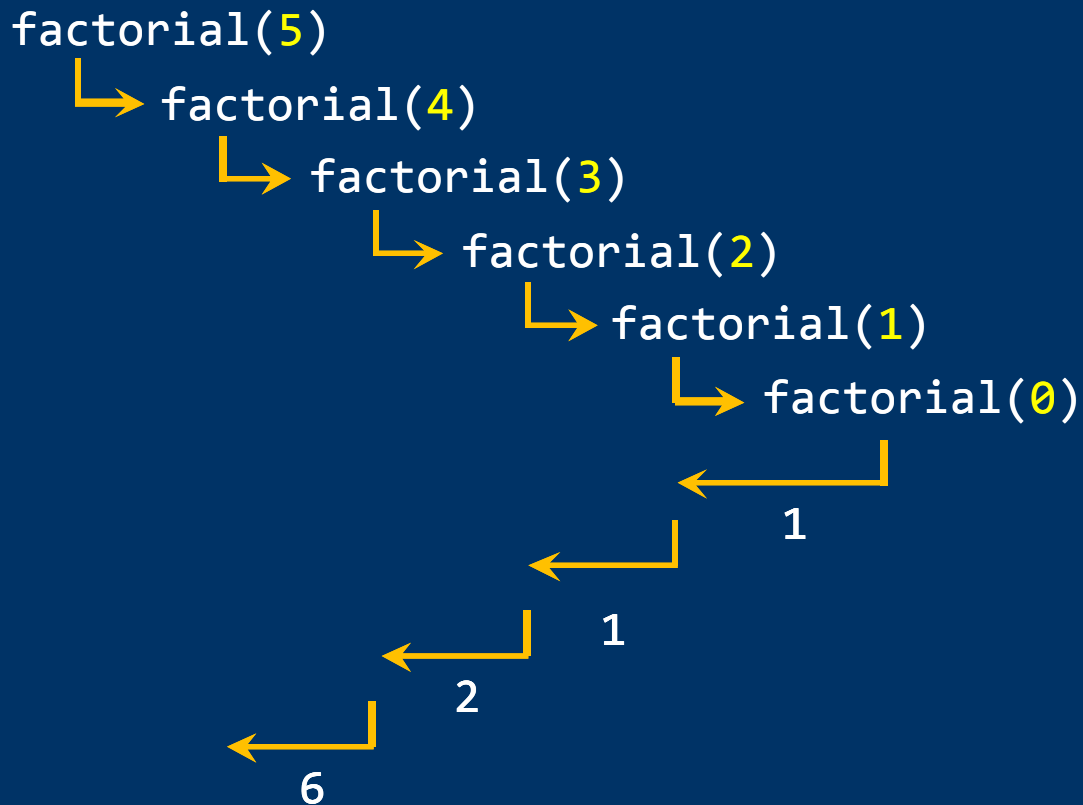 factorial(5)
factorial(4)
factorial(3)
factorial(2)
factorial(1)
factorial(0)
1
1
2
6